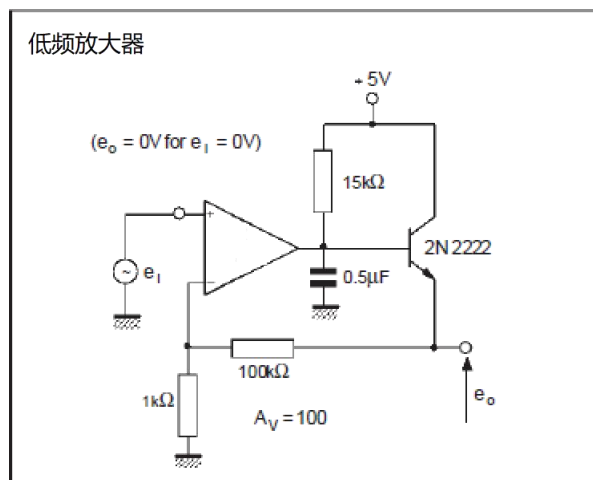 低频放大器
+5V
(eo = 0V for eI = 0V)
15kΩ
+
2N2222
~ eI
0.5µF
−
100kΩ
1kΩ
AV = 100
eo